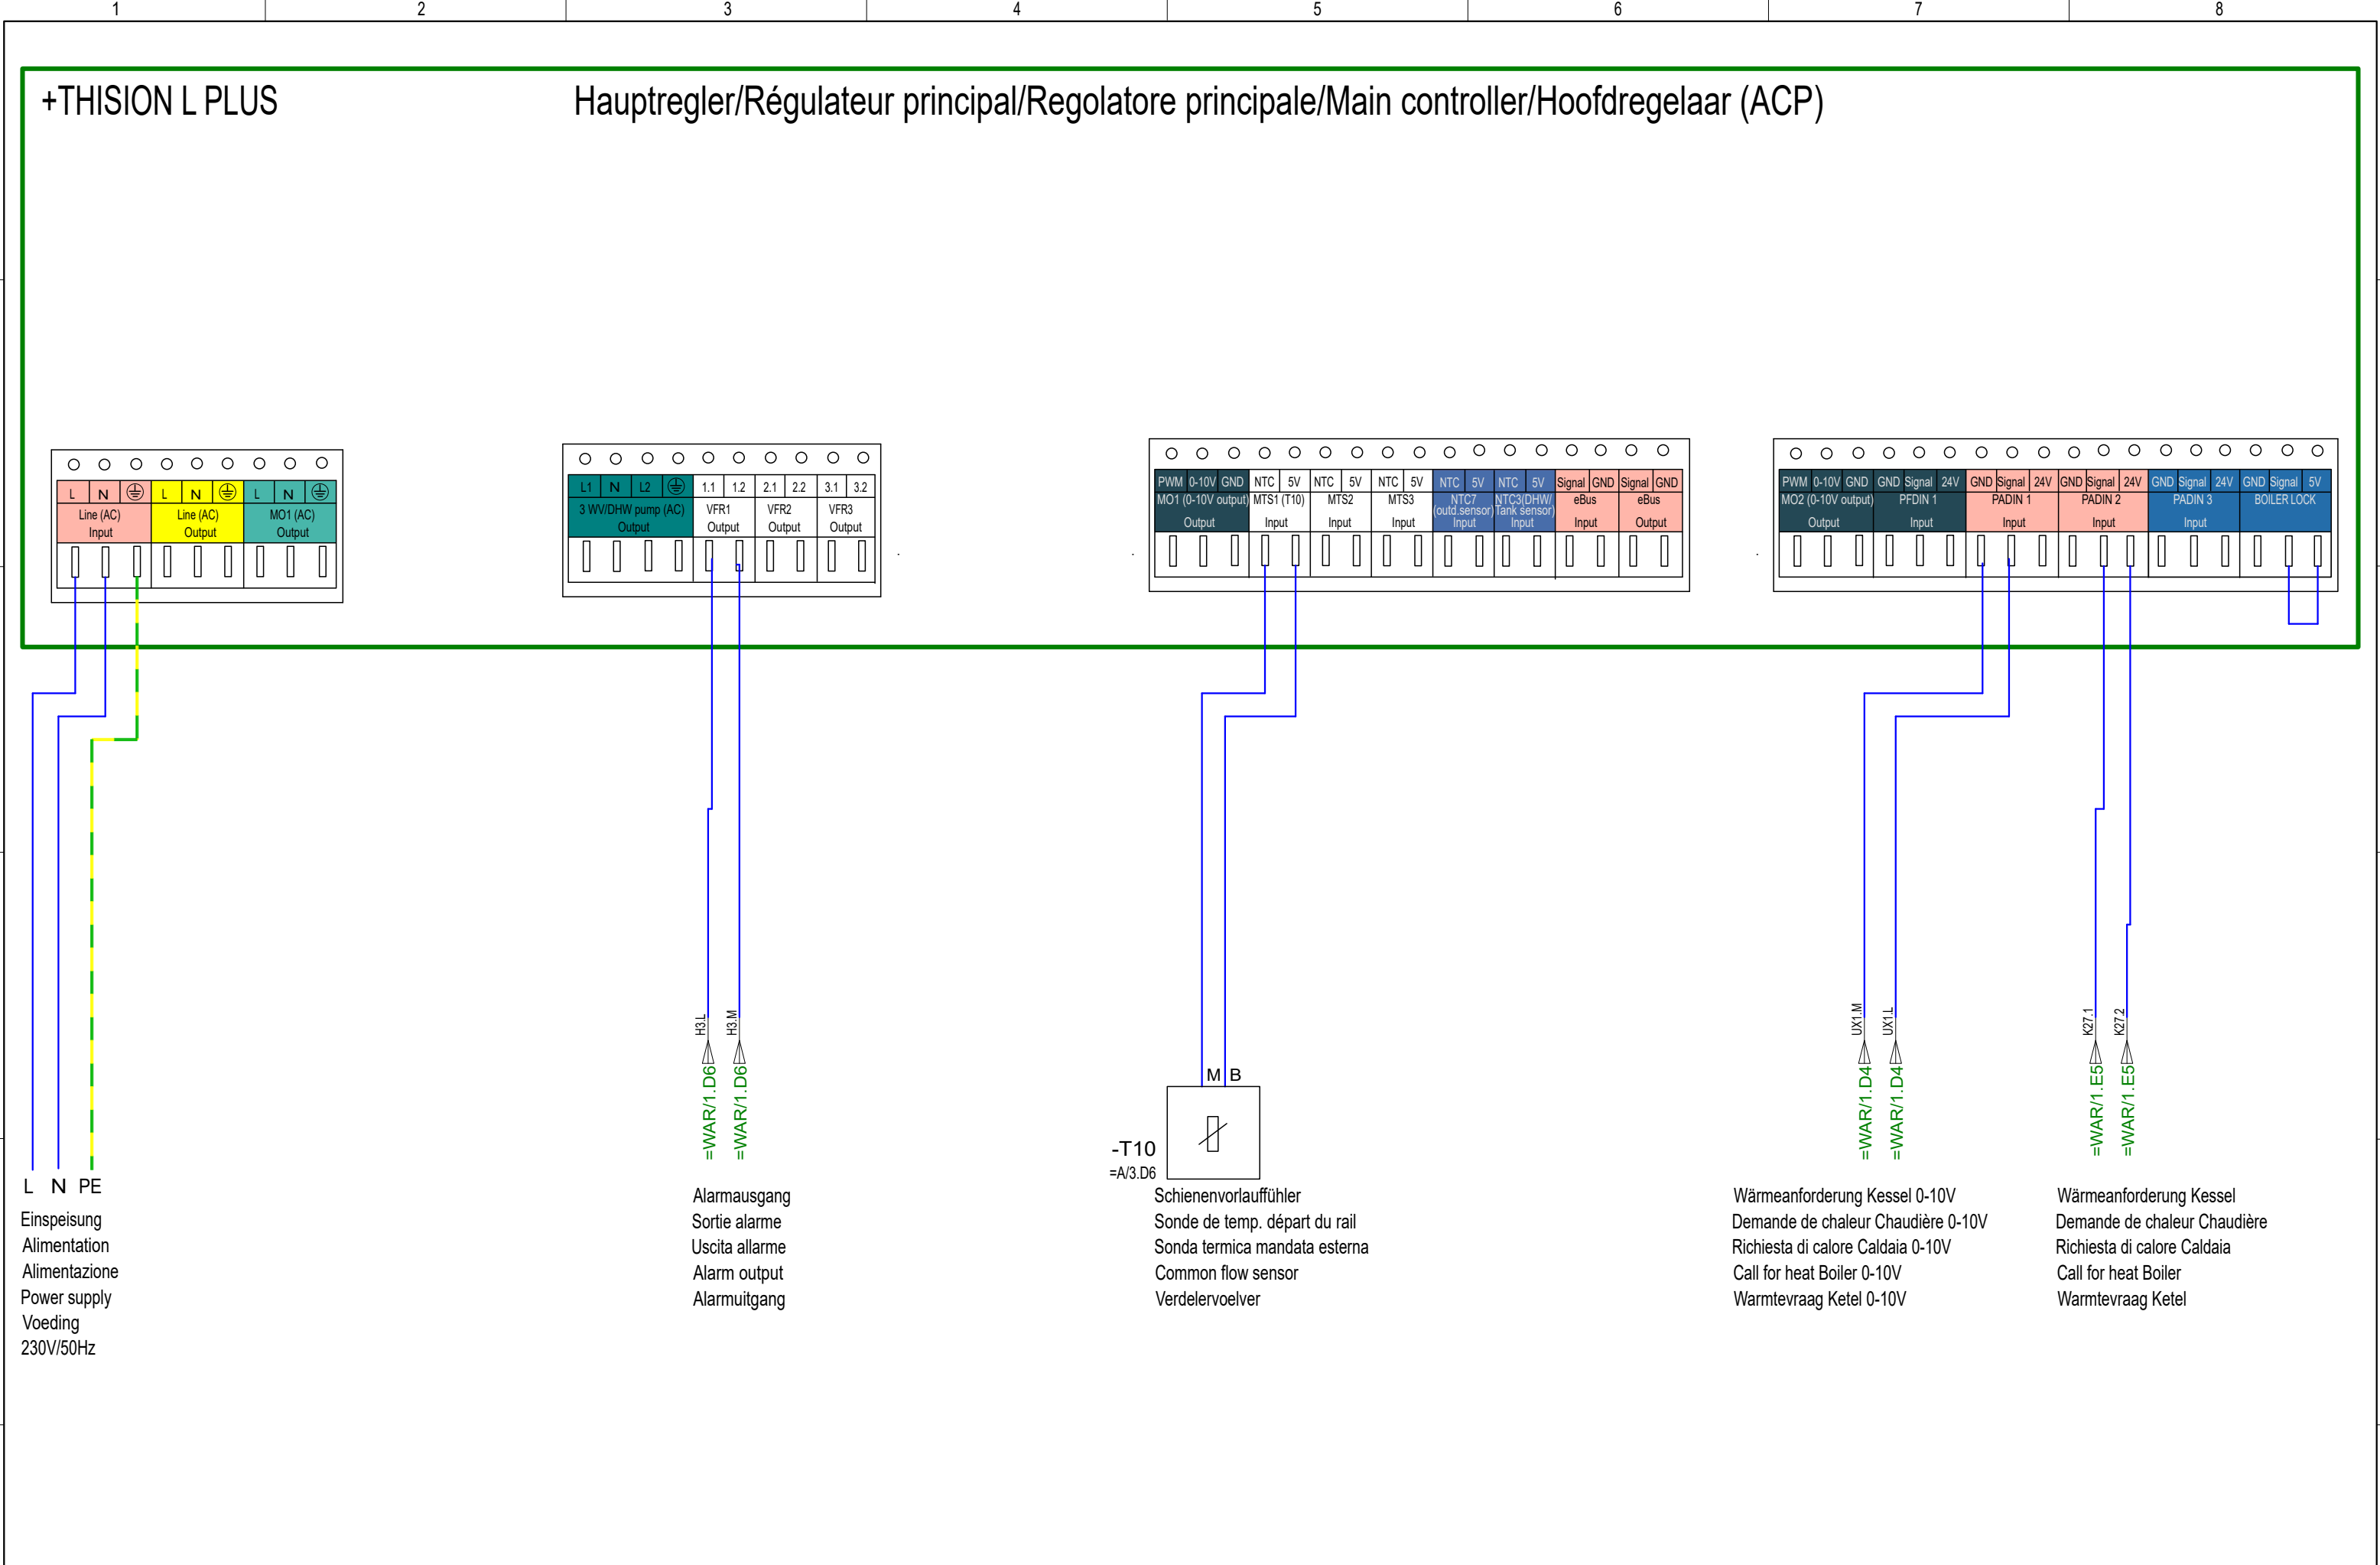 1 2 3 4 5 6 7 8
+THISION L PLUS
Hauptregler/Régulateur principal/Regolatore principale/Main controller/Hoofdregelaar (ACP)
L N L N L N
Line (AC) Line (AC) MO1 (AC)
Input Output Output
L1 N L2 1.1 1.2 2.1 2.2 3.1 3.2
3 WV/DHW pump (AC) VFR1 VFR2 VFR3
Output Output Output Output
PWM 0-10V GND NTC 5V NTC 5V NTC 5V NTC 5V NTC 5V Signal GND Signal GND
MO1 (0-10V output) MTS1 (T10) MTS2 MTS3 NTC7 NTC3(DHW/ eBus eBus
(outd.sensor) Tank sensor)
Output Input Input Input Input Input Input Output
PWM 0-10V GND GND Signal 24V GND Signal 24V GND Signal 24V GND Signal 24V GND Signal 5V
MO2 (0-10V output) PFDIN 1 PADIN 1 PADIN 2 PADIN 3 BOILER LOCK
Output Input Input Input Input
L N PE
Einspeisung
Alimentation
Alimentazione
Power supply
Voeding
230V/50Hz
H3.L
=WAR/1.D6
H3.M
=WAR/1.D6
Alarmausgang
Sortie alarme
Uscita allarme
Alarm output
Alarmuitgang
M B
-T10
=A/3.D6
Schienenvorlauffühler
Sonde de temp. départ du rail
Sonda termica mandata esterna
Common flow sensor
Verdelervoelver
UX1.M
=WAR/1.D4
UX1.L
=WAR/1.D4
Wärmeanforderung Kessel 0-10V
Demande de chaleur Chaudière 0-10V
Richiesta di calore Caldaia 0-10V
Call for heat Boiler 0-10V
Warmtevraag Ketel 0-10V
K27.1
=WAR/1.E5
K27.2
=WAR/1.E5
Wärmeanforderung Kessel
Demande de chaleur Chaudière
Richiesta di calore Caldaia
Call for heat Boiler
Warmtevraag Ketel